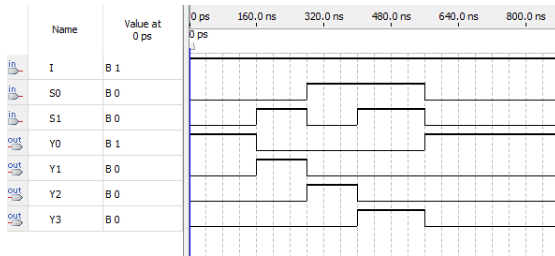 Name Value at 0 ps 0 ps 160.0 ns 320.0 ns 480.0 ns 640.0 ns 800.0 ns
0 ps
in I B 1
in S0 B 0
in S1 B 0
out Y0 B 1
out Y1 B 0
out Y2 B 0
out Y3 B 0